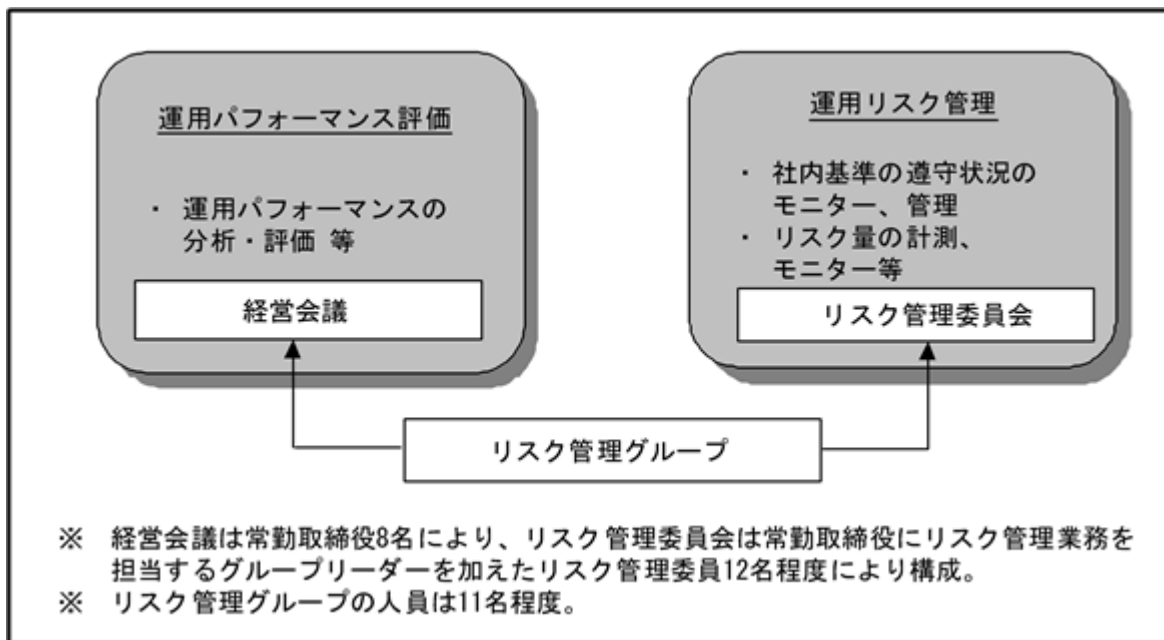 運用パフォーマンス評価
・ 運用パフォーマンスの
分析・評価 等
経営会議
運用リスク管理
・ 社内基準の遵守状況の
モニター、管理
・ リスク量の計測、
モニター等
リスク管理委員会
リスク管理グループ
※ 経営会議は常勤取締役8名により、リスク管理委員会は常勤取締役にリスク管理業務を
担当するグループリーダーを加えたリスク管理委員12名程度により構成。
※ リスク管理グループの人員は11名程度。